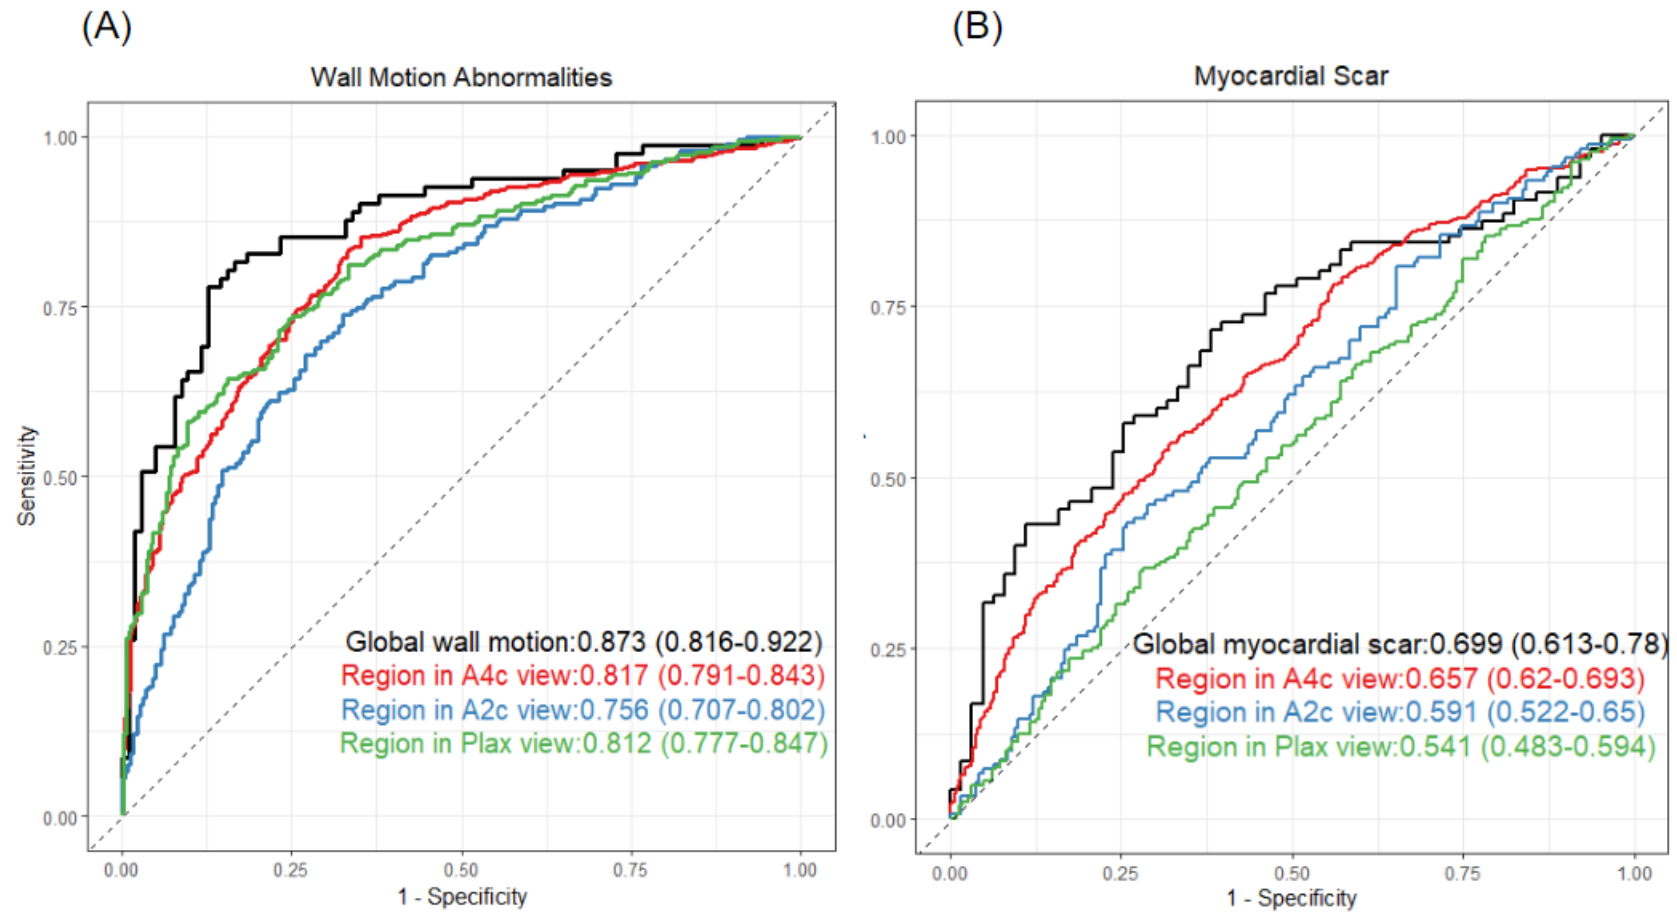 (A)
Wall Motion Abnormalities
1.00
0.75
0.50
0.25
0.00
Sensitivity
Global wall motion:0.873 (0.816-0.922)
Region in A4c view:0.817 (0.791-0.843)
Region in A2c view:0.756 (0.707-0.802)
Region in Plax view:0.812 (0.777-0.847)
0.00 0.25 0.50 0.75 1.00
1 - Specificity
(B)
Myocardial Scar
1.00
0.75
0.50
0.25
0.00
Global myocardial scar:0.699 (0.613-0.78)
Region in A4c view:0.657 (0.62-0.693)
Region in A2c view:0.591 (0.522-0.65)
Region in Plax view:0.541 (0.483-0.594)
0.00 0.25 0.50 0.75 1.00
1 - Specificity